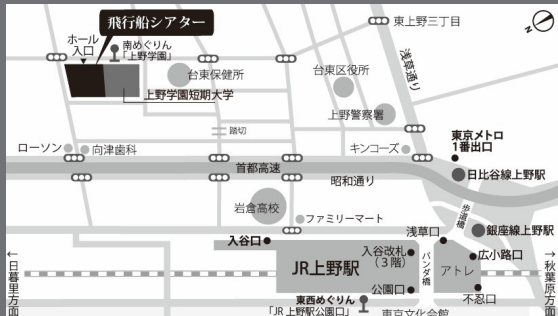 飛行船シアター
ホール
入口
南めぐりん
「上野学園」
東上野三丁目
N
浅草通り
台東保健所
台東区役所
上野学園短期大学
上野警察署
踏切
東京メトロ
1番出口
ローソン
向津歯科
キンコーズ
首都高速
日比谷線上野駅
昭和通り
岩倉高校
歩道橋
ファミリーマート
銀座線上野駅
入谷口
浅草口
入谷改札
(3階)
広小路口
JR上野駅
パンダ橋
アトレ
←日暮里方面
→秋葉原方面
公園口
不忍口
東西めぐりん
「JR上野駅公園口」
東京文化会館